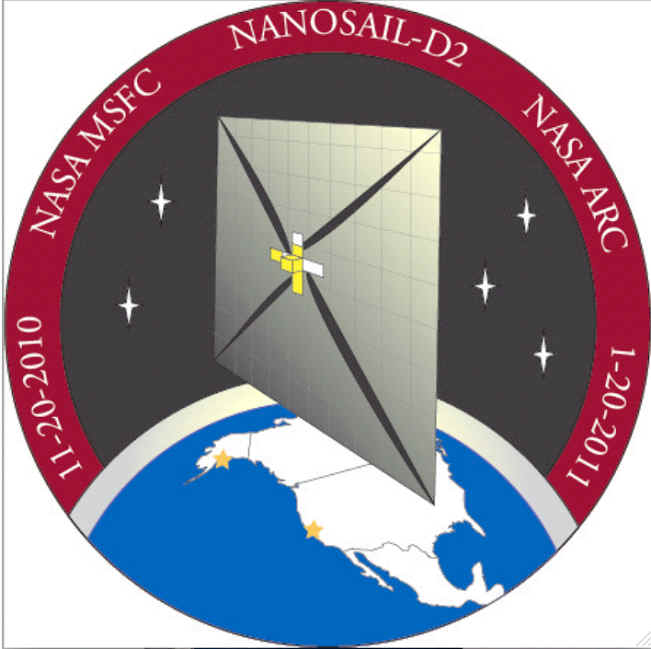 NANOSAIL-D2
NASA MSFC
NASA ARC
11-20-2010
1-20-2011